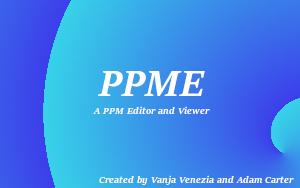 PPME
A PPM Editor and Viewer
Created by Vanja Venezia and Adam Carter